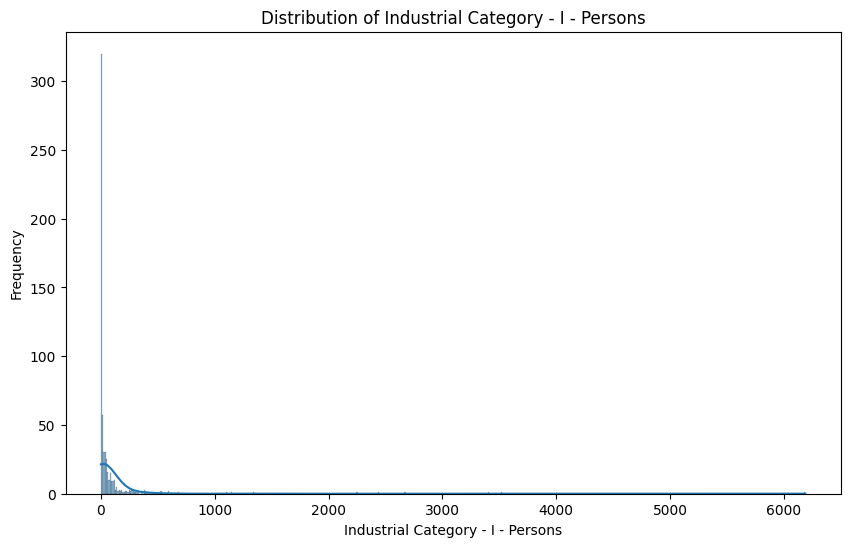 Distribution of Industrial Category - I - Persons
Frequency
300
250
200
150
100
50
0
0 1000 2000 3000 4000 5000 6000
Industrial Category - I - Persons